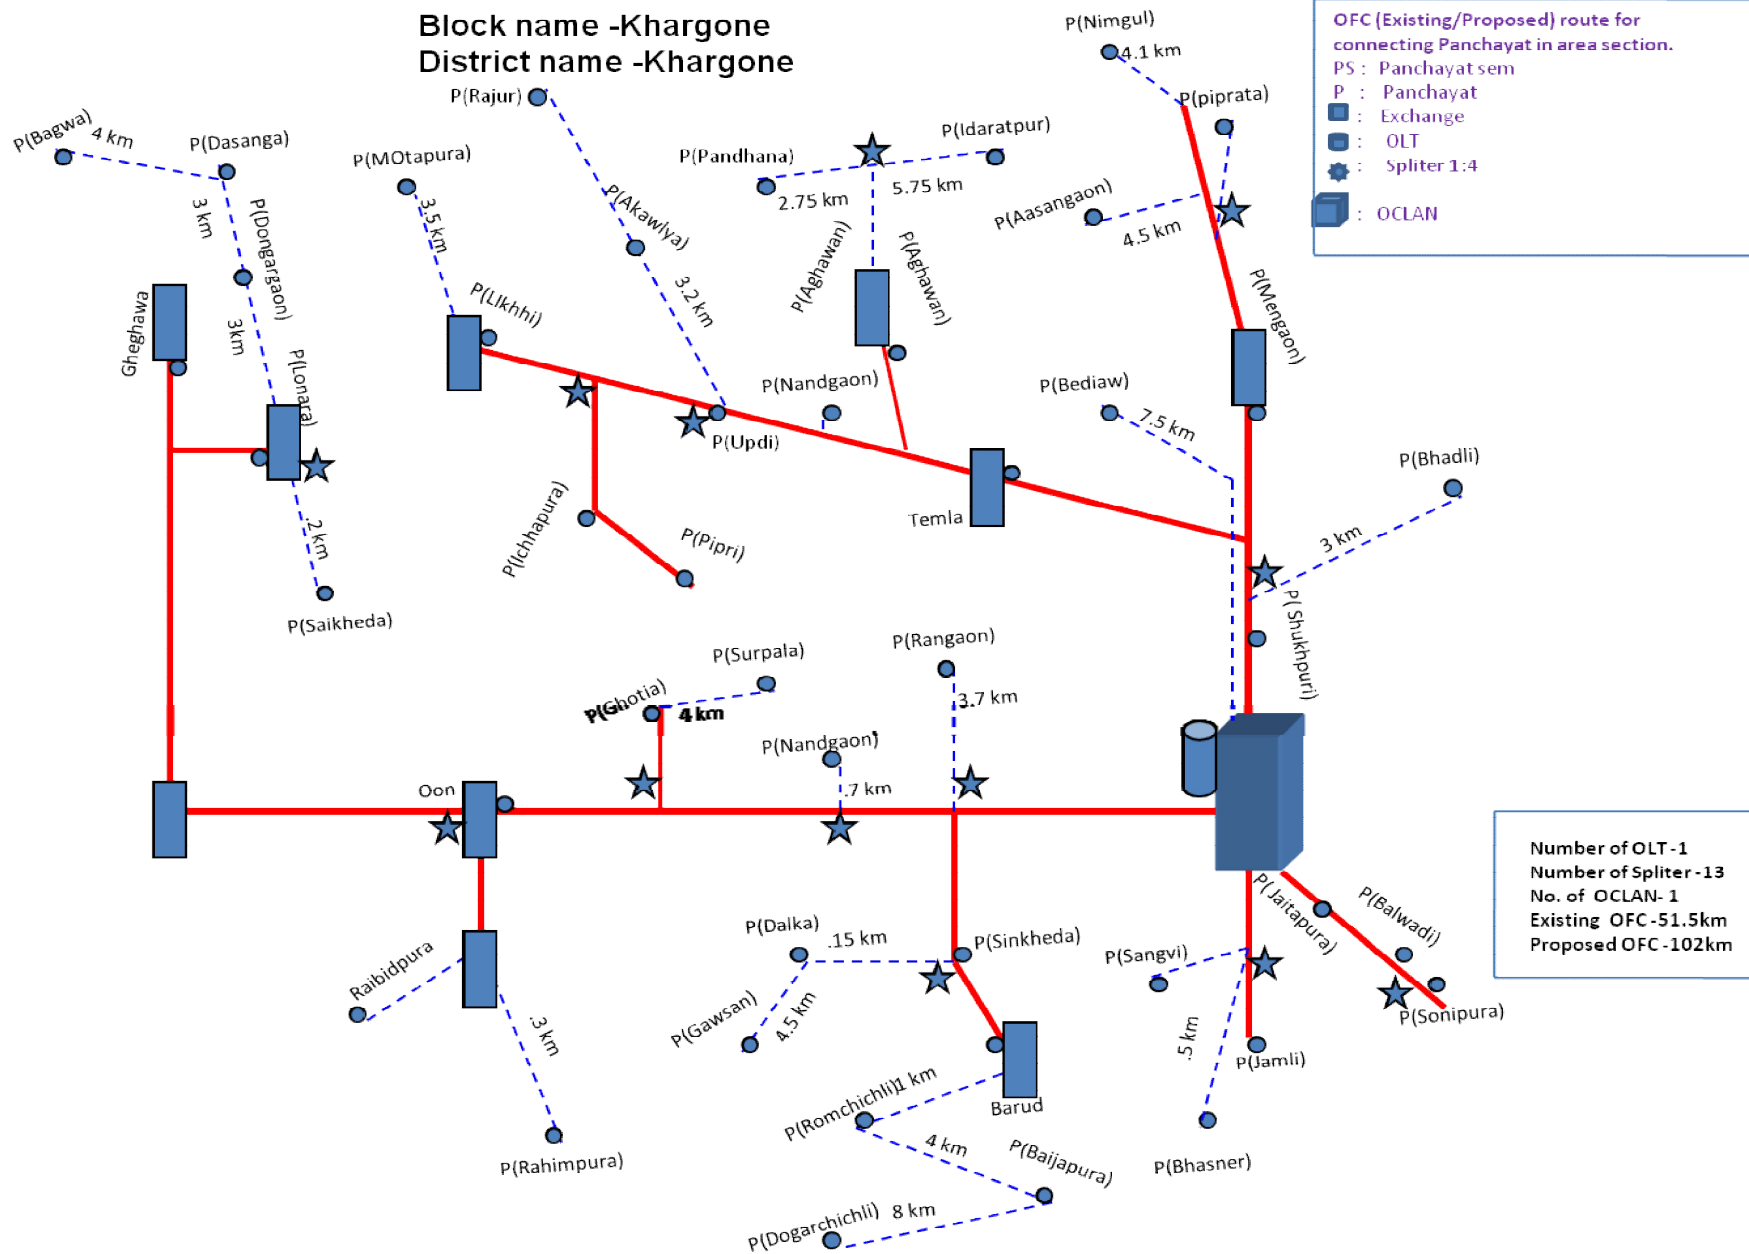 Block name -Khargone
District name -Khargone
OFC (Existing/Proposed) route for
connecting Panchayat in area section.
PS : Panchayat sem
P : Panchayat
: Exchange
: OLT
: Spliter 1:4
: OCLAN
P(Nimgul)
4.1 km
P(piprata)
P(Rajur)
P(Bagwa)
4 km
P(Dasanga)
P(MOtapura)
P(Pandhana)
P(Idaratpur)
2.75 km
5.75 km
P(Aasangaon)
4.5 km
3 km
P(Dongargaon)
3.5km
P(Akawlya)
P(Aghawan)
P(Aghawan)
3.2 km
P(Mengaon)
Gheghawa
3km
P(Lonara)
P(LIkhhi)
P(Nandgaon)
P(Bediaw)
7.5 km
P(Updi)
P(Bhadli)
.2 km
P(Ichhapura)
P(Pipri)
Temla
3 km
P(Saikheda)
P( Shukhpuri)
P(Surpala)
P(Rangaon)
P(Ghotia)
4 km
3.7 km
P(Nandgaon)
.7 km
Oon
Number of OLT -1
Number of Spliter -13
No. of OCLAN- 1
Existing OFC -51.5km
Proposed OFC -102km
P(Jaitapura)
P(Balwadi)
P(Sonipura)
P(Dalka)
.15 km
P(Sinkheda)
P(Sangvi)
Raibidpura
.3 km
P(Gawsan)
4.5 km
.5 km
P(Jamli)
P(Romchichli)
1 km
Barud
4 km
P(Baijapura)
P(Rahimpura)
P(Bhasner)
P(Dogarchichli)
8 km